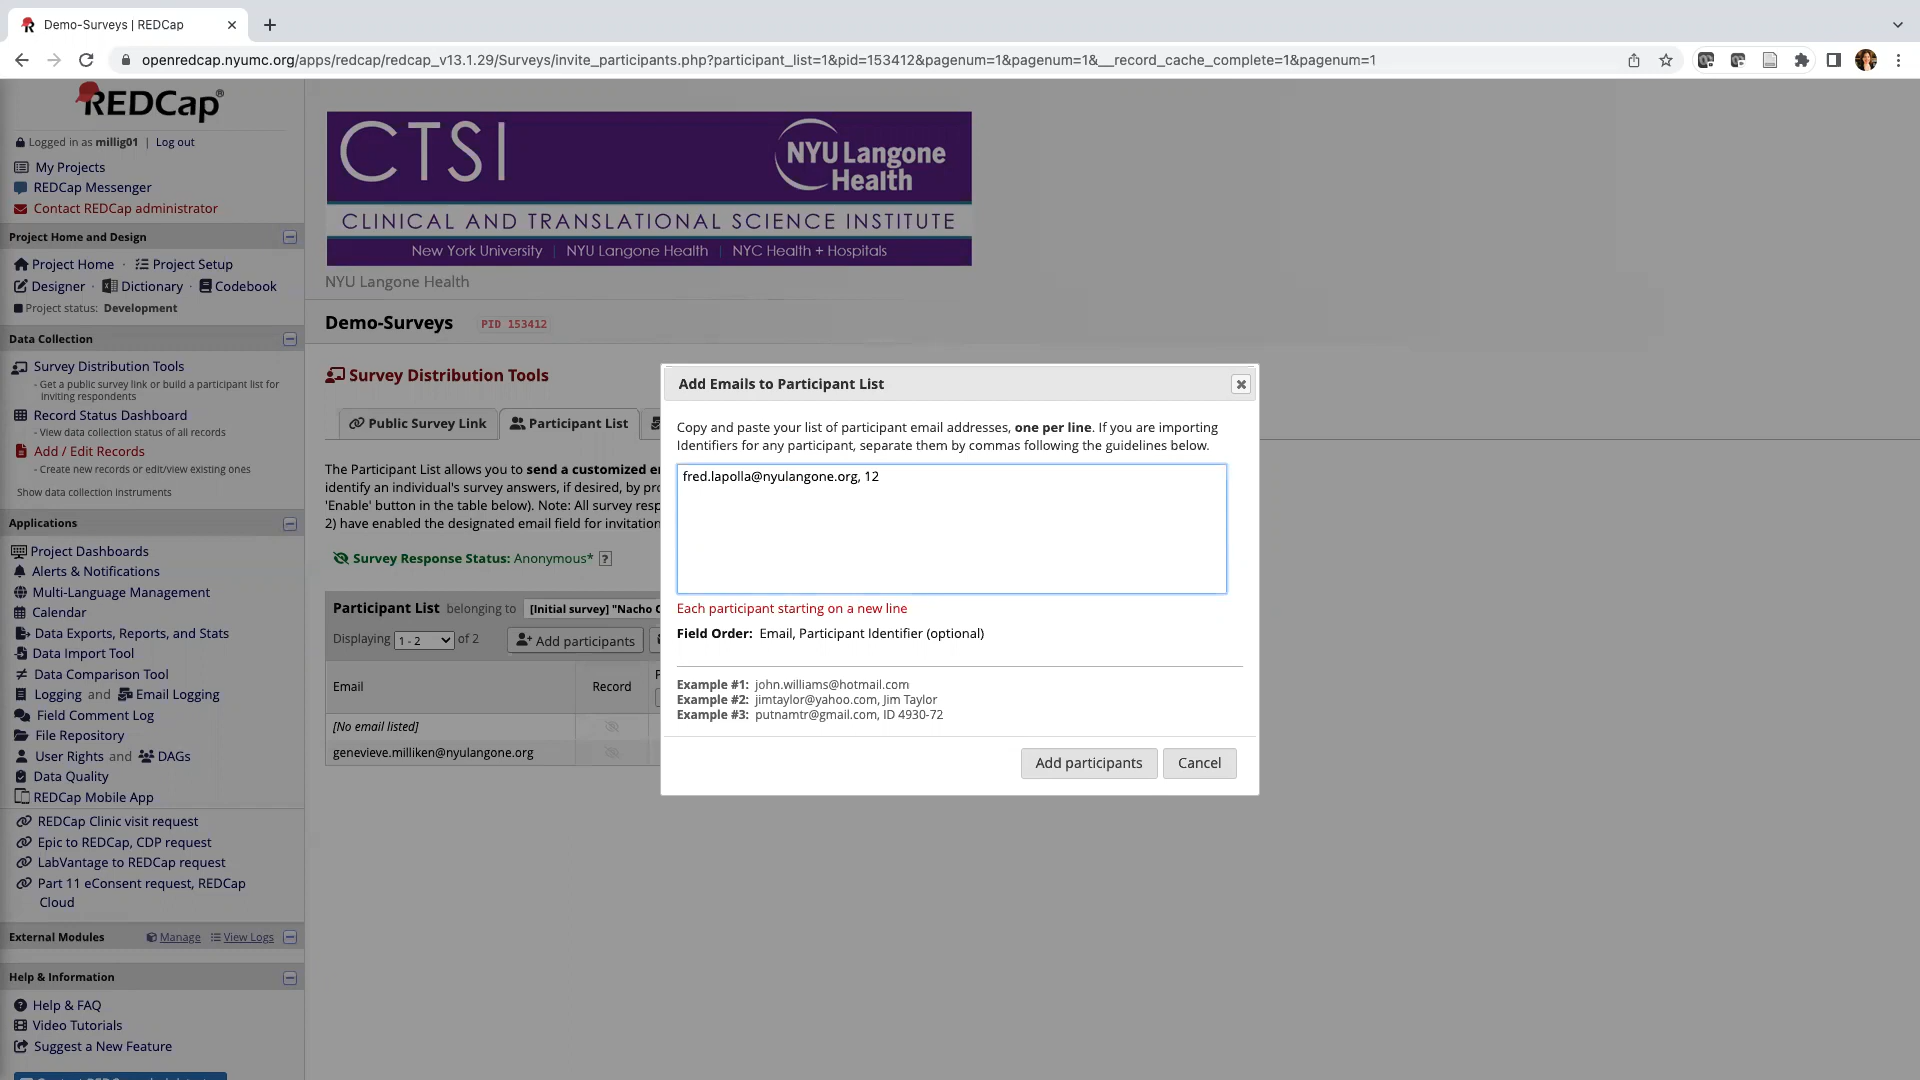 Demo-Surveys | REDCap
openredcap.nyumc.org/apps/redcap/redcap_v13.1.29/Surveys/invite_participants.php?participant_list=1&pid=153412&pagenum=1&pagenum=1&__record_cache_complete=1&pagenum=1
REDCap®
Logged in as millig01 | Log out
My Projects
REDCap Messenger
Contact REDCap administrator
Project Home and Design
Project Home · Project Setup
Designer · Dictionary · Codebook
Project status: Development
Data Collection
Survey Distribution Tools
- Get a public survey link or build a participant list for
inviting respondents
Record Status Dashboard
- View data collection status of all records
Add / Edit Records
- Create new records or edit/view existing ones
Show data collection instruments
Applications
Project Dashboards
Alerts & Notifications
Multi-Language Management
Calendar
Data Exports, Reports, and Stats
Data Import Tool
Data Comparison Tool
Logging and Email Logging
Field Comment Log
File Repository
User Rights and DAGs
Data Quality
REDCap Mobile App
REDCap Clinic visit request
Epic to REDCap, CDP request
LabVantage to REDCap request
Part 11 eConsent request, REDCap
Cloud
External Modules Manage View Logs
Help & Information
Help & FAQ
Video Tutorials
Suggest a New Feature
CTSI
NYU Langone
Health
CLINICAL AND TRANSLATIONAL SCIENCE INSTITUTE
New York University | NYU Langone Health | NYC Health + Hospitals
NYU Langone Health
Demo-Surveys PID 153412
Survey Distribution Tools
Public Survey Link Participant List
The Participant List allows you to send a customized
identify an individual's survey answers, if desired, by
'Enable' button in the table below). Note: All survey
2) have enabled the designated email field for
Survey Response Status: Anonymous* ?
Participant List belonging to [Initial survey] "Nacho
Displaying 1 - 2 of 2 Add participants
Email Record
[No email listed]
genevieve.milliken@nyulangone.org
Add Emails to Participant List
Copy and paste your list of participant email addresses, one per line. If you are importing
Identifiers for any participant, separate them by commas following the guidelines below.
fred.lapolla@nyulangone.org, 12
Each participant starting on a new line
Field Order: Email, Participant Identifier (optional)
Example #1: john.williams@hotmail.com
Example #2: jimtaylor@yahoo.com, Jim Taylor
Example #3: putnamtr@gmail.com, ID 4930-72
Add participants Cancel